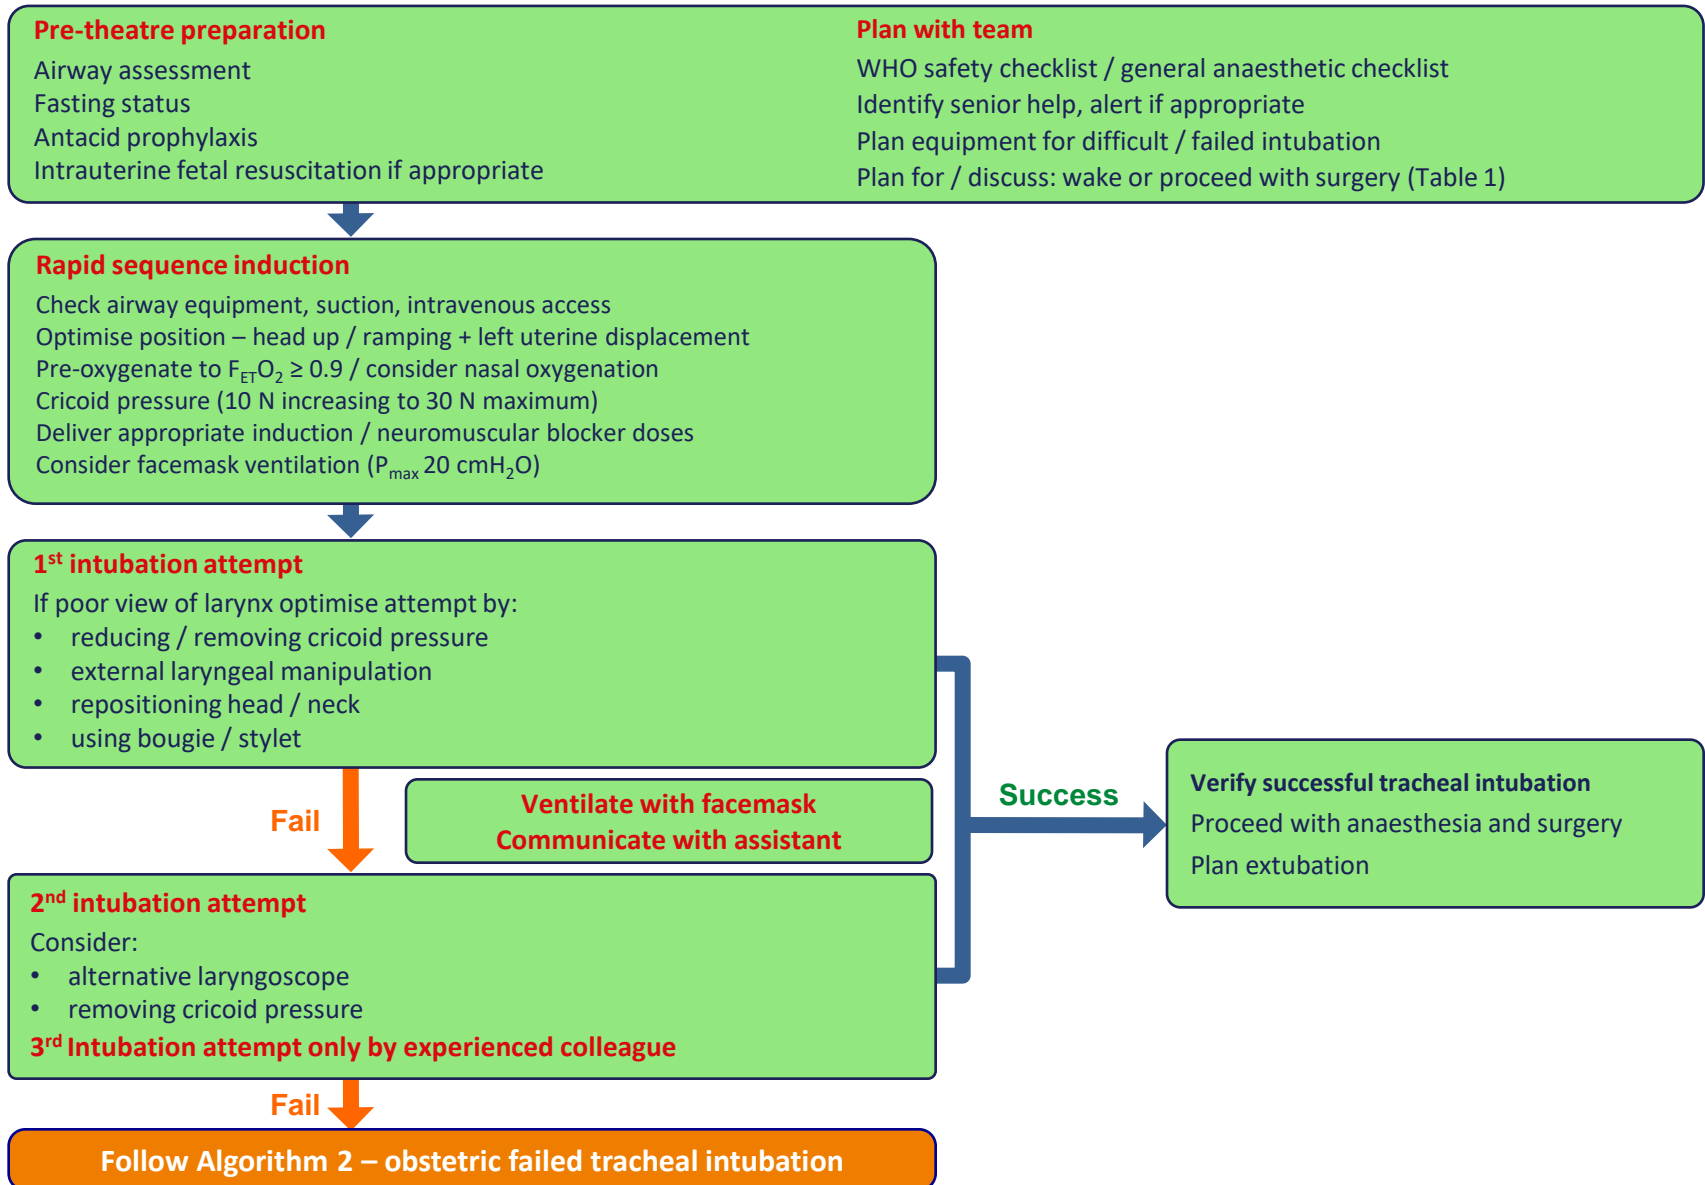 Pre-theatre preparation
Airway assessment
Fasting status
Antacid prophylaxis
Intrauterine fetal resuscitation if appropriate
Plan with team
WHO safety checklist / general anaesthetic checklist
Identify senior help, alert if appropriate
Plan equipment for difficult / failed intubation
Plan for / discuss: wake or proceed with surgery (Table 1)
Rapid sequence induction
Check airway equipment, suction, intravenous access
Optimise position – head up / ramping + left uterine displacement
Pre-oxygenate to FETO2 ≥ 0.9 / consider nasal oxygenation
Cricoid pressure (10 N increasing to 30 N maximum)
Deliver appropriate induction / neuromuscular blocker doses
Consider facemask ventilation (Pmax 20 cmH2O)
1st intubation attempt
If poor view of larynx optimise attempt by:
• reducing / removing cricoid pressure
• external laryngeal manipulation
• repositioning head / neck
• using bougie / stylet
Fail
Ventilate with facemask
Communicate with assistant
Success
Verify successful tracheal intubation
Proceed with anaesthesia and surgery
Plan extubation
2nd intubation attempt
Consider:
• alternative laryngoscope
• removing cricoid pressure
3rd Intubation attempt only by experienced colleague
Fail
Follow Algorithm 2 – obstetric failed tracheal intubation